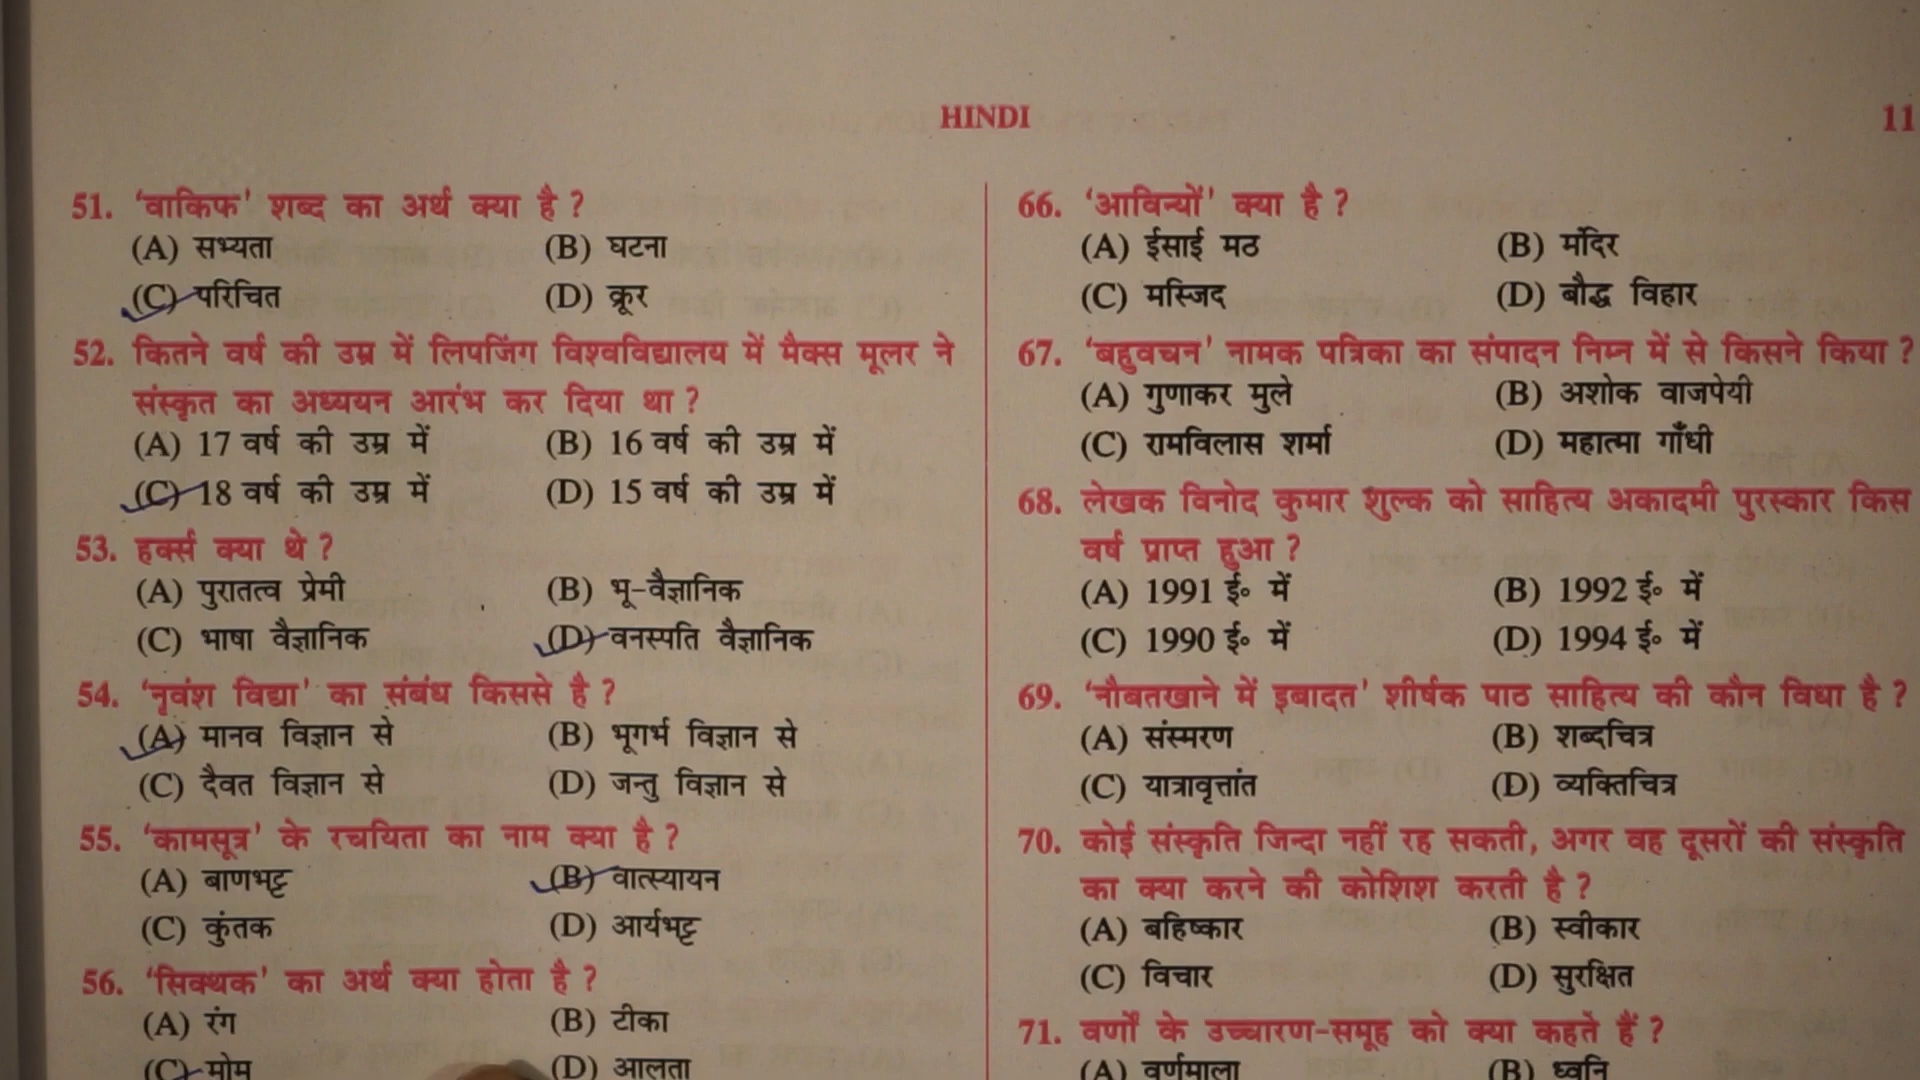 HINDI
11
51. 'वाकिफ' शब्द का अर्थ क्या है ?
(A) सभ्यता (B) घटना
(C) परिचित (D) क्रूर
52. कितने वर्ष की उम्र में लिपजिंग विश्वविद्यालय में मैक्स मूलर ने
संस्कृत का अध्ययन आरंभ कर दिया था ?
(A) 17 वर्ष की उम्र में (B) 16 वर्ष की उम्र में
(C) 18 वर्ष की उम्र में (D) 15 वर्ष की उम्र में
53. हर्क्स क्या थे ?
(A) पुरातत्व प्रेमी (B) भू-वैज्ञानिक
(C) भाषा वैज्ञानिक (D) वनस्पति वैज्ञानिक
54. 'नृवंश विद्या' का संबंध किससे है ?
(A) मानव विज्ञान से (B) भूगर्भ विज्ञान से
(C) दैवत विज्ञान से (D) जन्तु विज्ञान से
55. 'कामसूत्र' के रचयिता का नाम क्या है ?
(A) बाणभट्ट (B) वात्स्यायन
(C) कुंतक (D) आर्यभट्ट
56. 'सिक्थक' का अर्थ क्या होता है ?
(A) रंग (B) टीका
(C) मोम (D) आलता
66. 'आविन्यों' क्या है ?
(A) ईसाई मठ (B) मंदिर
(C) मस्जिद (D) बौद्ध विहार
67. 'बहुवचन' नामक पत्रिका का संपादन निम्न में से किसने किया ?
(A) गुणाकर मुले (B) अशोक वाजपेयी
(C) रामविलास शर्मा (D) महात्मा गाँधी
68. लेखक विनोद कुमार शुल्क को साहित्य अकादमी पुरस्कार किस
वर्ष प्राप्त हुआ ?
(A) 1991 ई॰ में (B) 1992 ई॰ में
(C) 1990 ई॰ में (D) 1994 ई॰ में
69. 'नौबतखाने में इबादत' शीर्षक पाठ साहित्य की कौन विधा है ?
(A) संस्मरण (B) शब्दचित्र
(C) यात्रावृत्तांत (D) व्यक्तिचित्र
70. कोई संस्कृति जिन्दा नहीं रह सकती, अगर वह दूसरों की संस्कृति
का क्या करने की कोशिश करती है ?
(A) बहिष्कार (B) स्वीकार
(C) विचार (D) सुरक्षित
71. वर्णों के उच्चारण-समूह को क्या कहते हैं ?
(A) वर्णमाला (B) ध्वनि